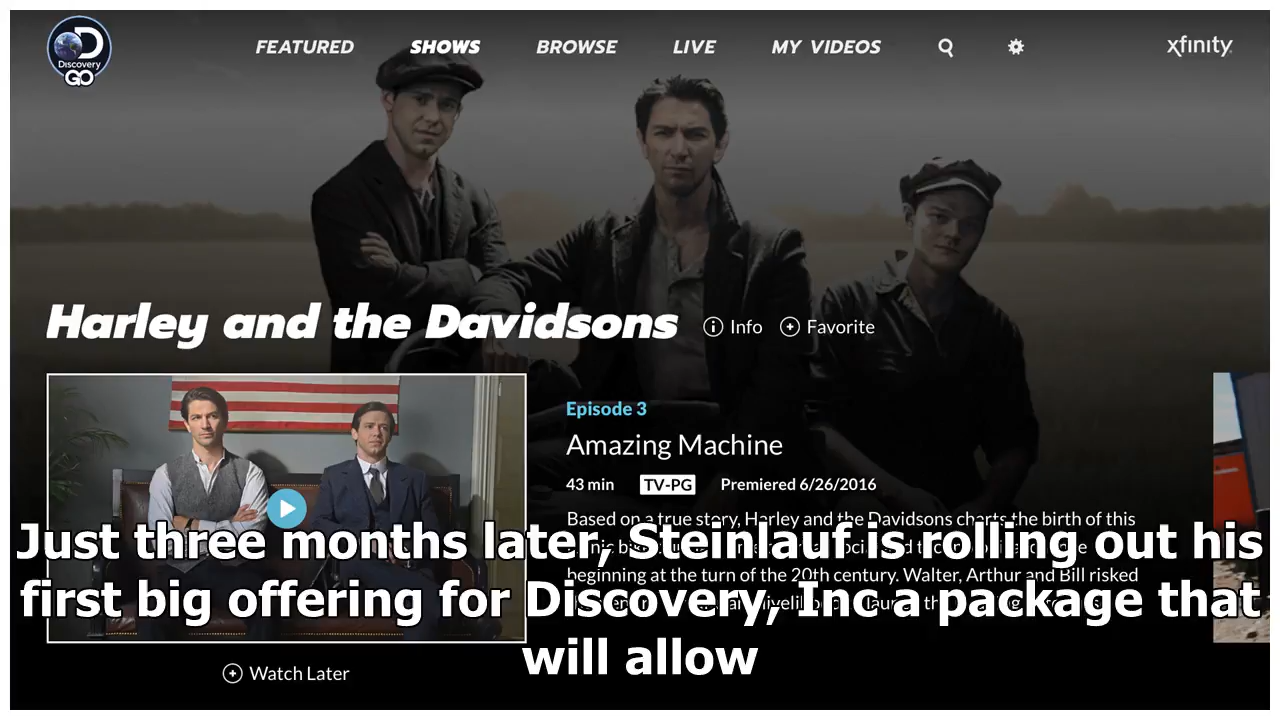 Discovery
GO
FEATURED SHOWS BROWSE LIVE MY VIDEOS
xfinity
Harley and the Davidsons
Info
Favorite
Episode 3
Amazing Machine
43 min TV-PG Premiered 6/26/2016
Based on a true story, Harley and the Davidsons charts the birth of this
beginning at the turn of the 20th century. Walter, Arthur and Bill risked
Just three months later, Steinlauf is rolling out his
first big offering for Discovery, Inc a package that
will allow
Watch Later